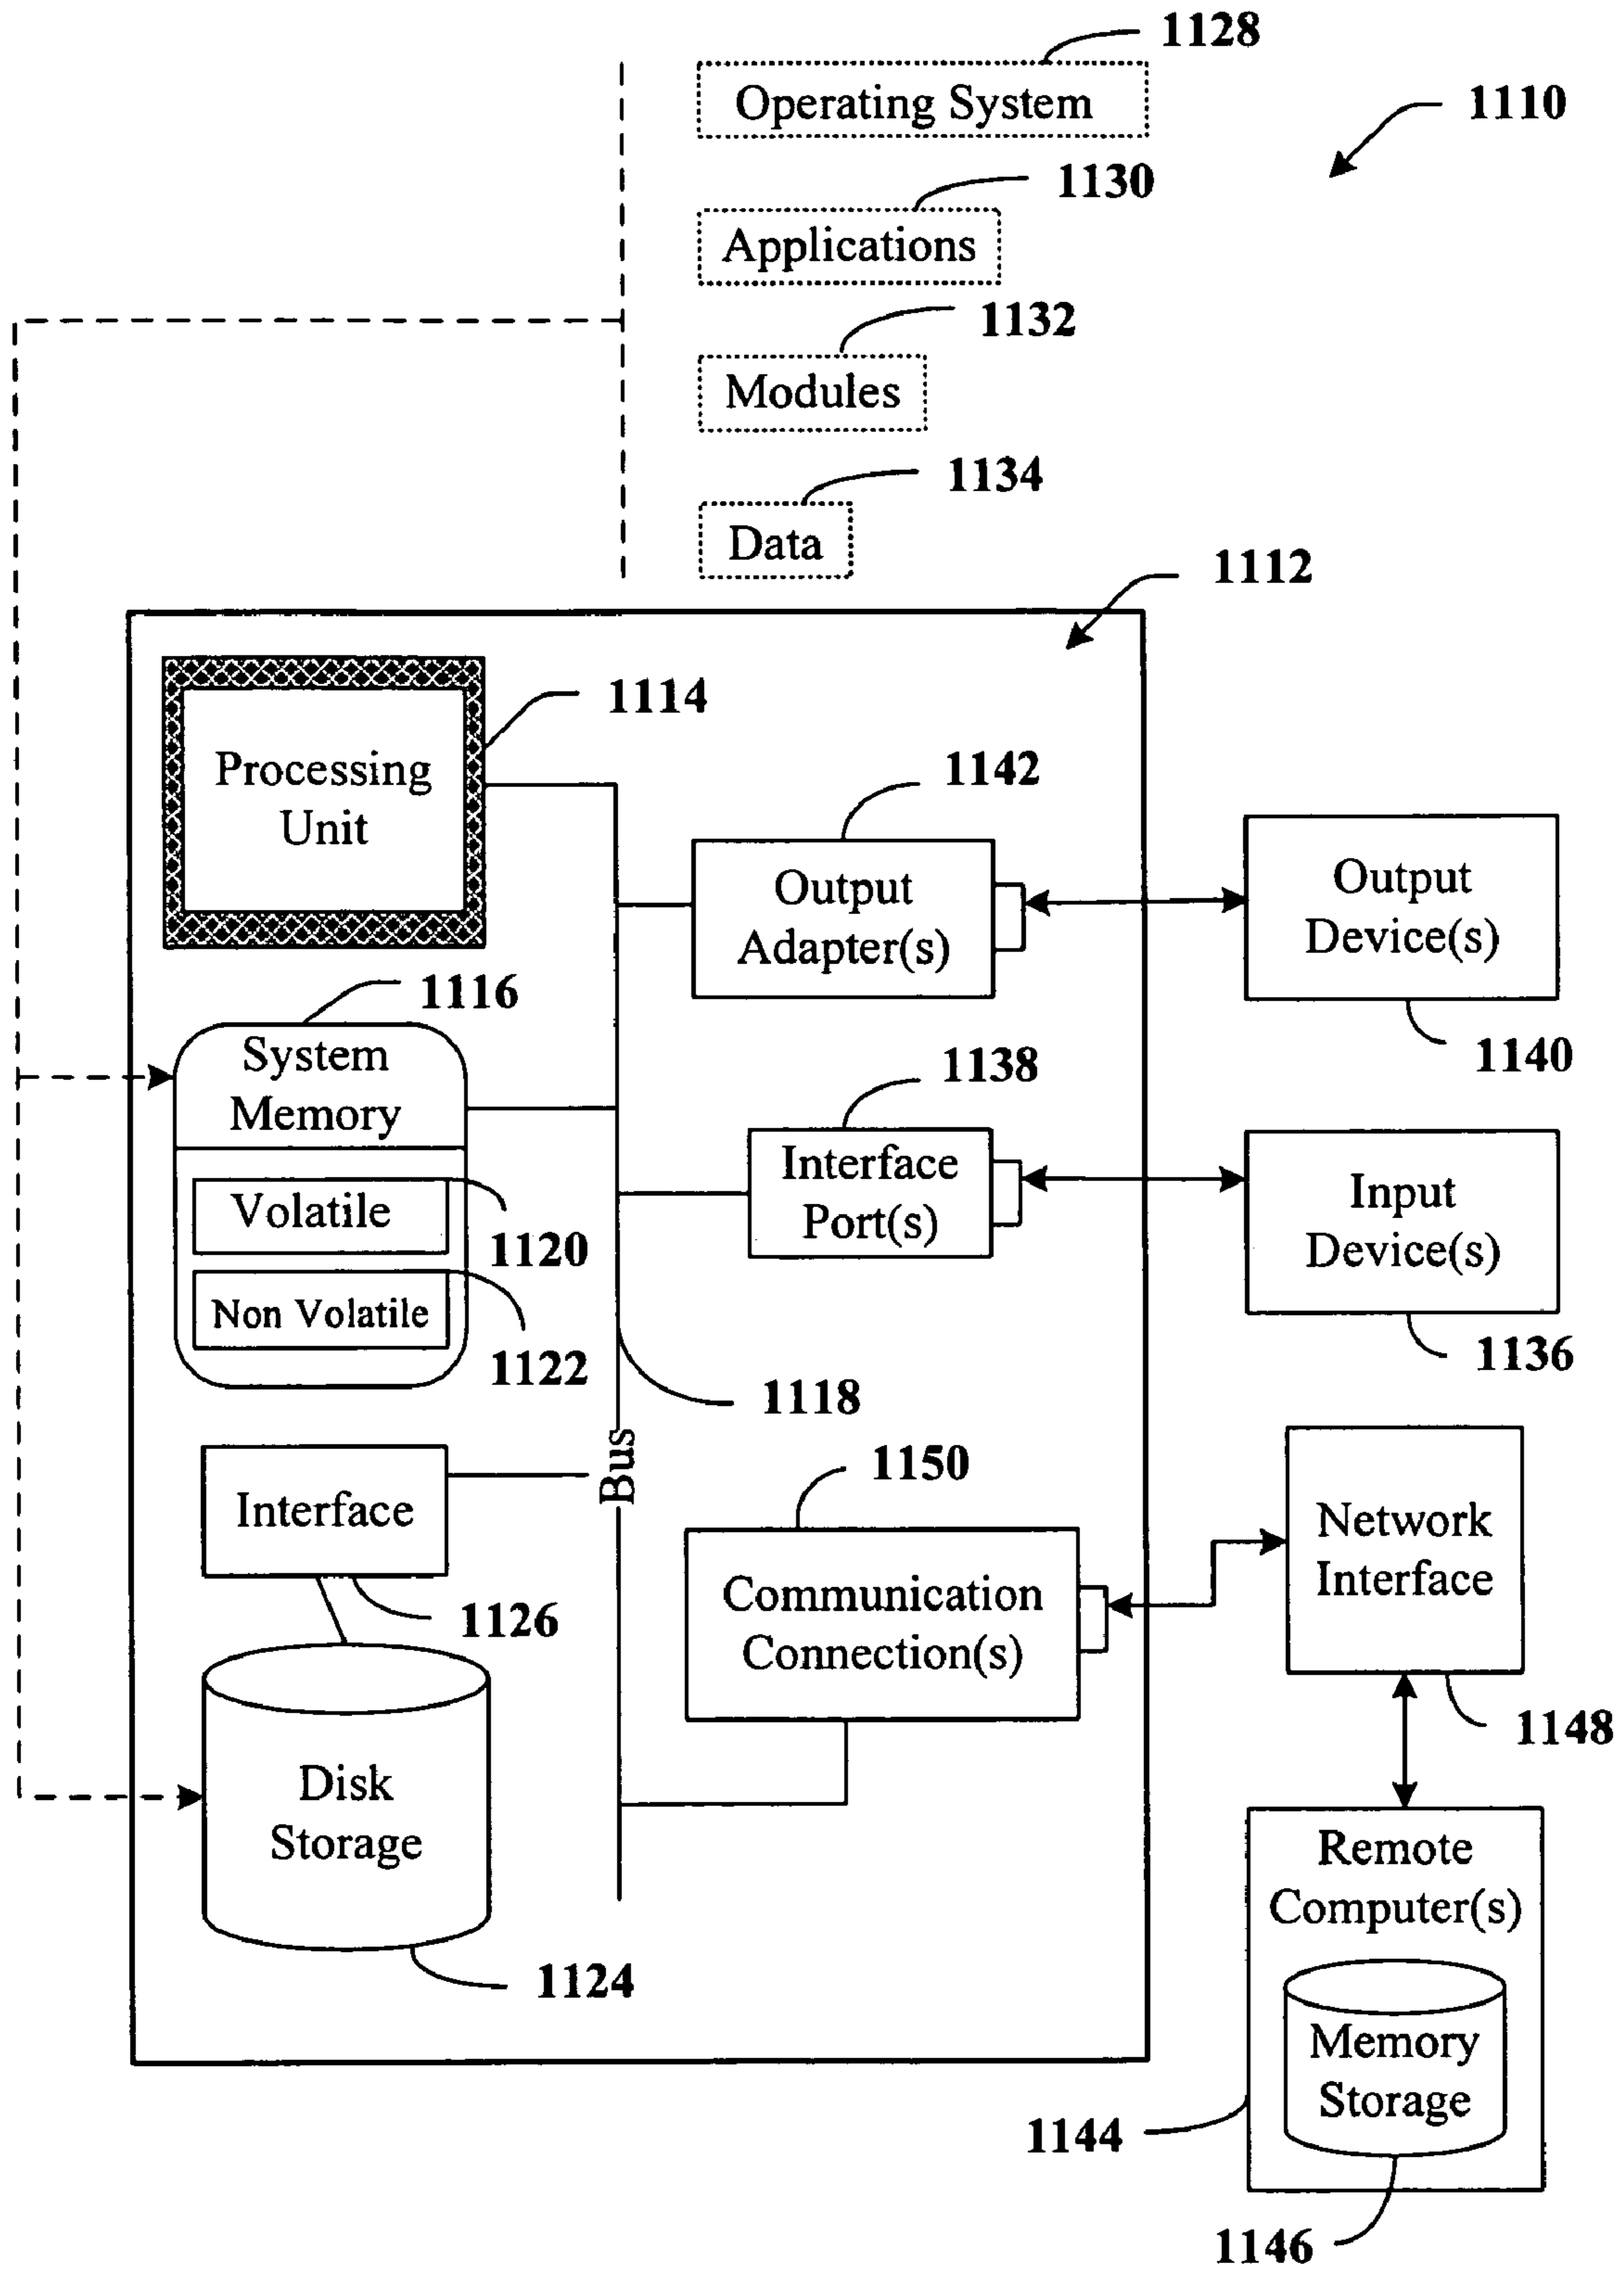 1128
Operating System
1110
1130
Applications
1132
Modules
1134
Data
1112
1114
Processing
Unit
1142
Output
Adapter(s)
Output
Device(s)
1140
1116
System
Memory
1138
Interface
Port(s)
Input
Device(s)
1136
Volatile
1120
Non Volatile
1122
1118
Bus
Interface
1126
1150
Communication
Connection(s)
Network
Interface
1148
Disk
Storage
1124
Remote
Computer(s)
Memory
Storage
1144
1146